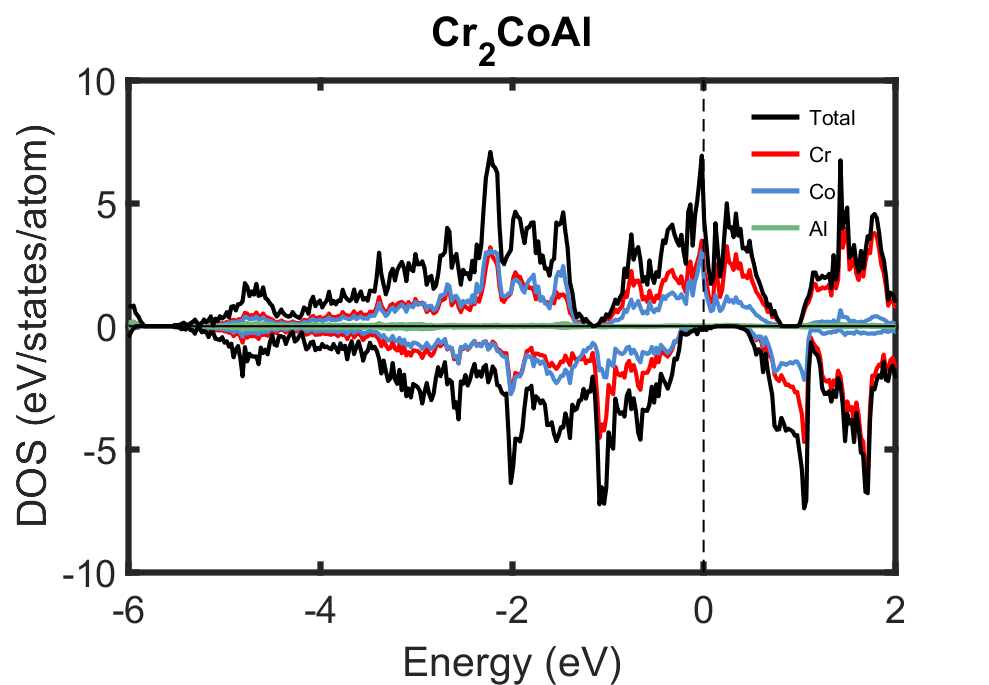 Cr₂CoAl
10
5
0
-5
-10
DOS (eV/states/atom)
Total
Cr
Co
Al
-6 -4 -2 0 2
Energy (eV)